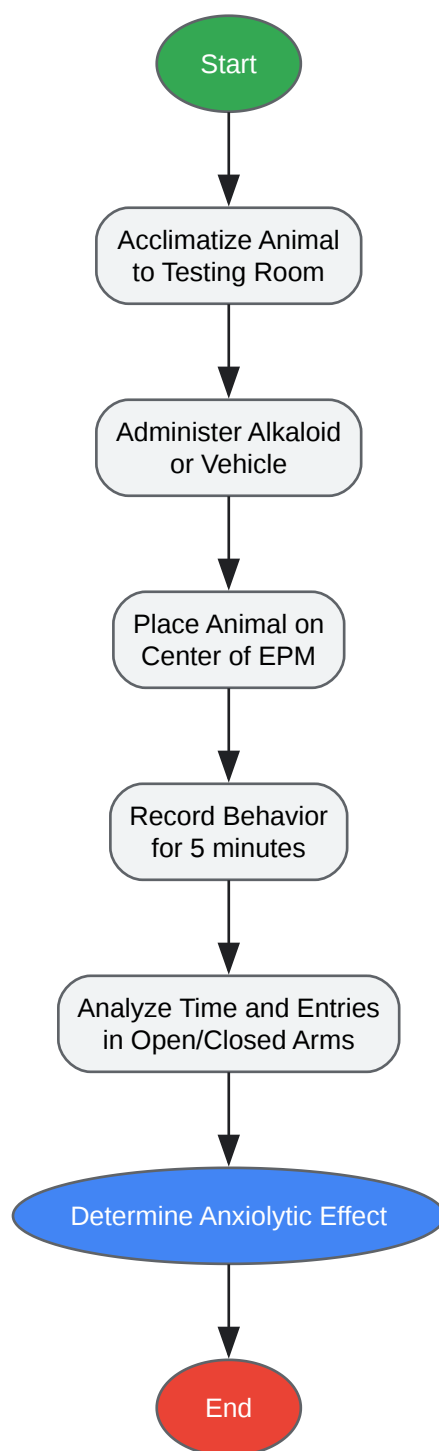 Start
Acclimatize Animal
to Testing Room
Administer Alkaloid
or Vehicle
Place Animal on
Center of EPM
Record Behavior
for 5 minutes
Analyze Time and Entries
in Open/Closed Arms
Determine Anxiolytic Effect
End